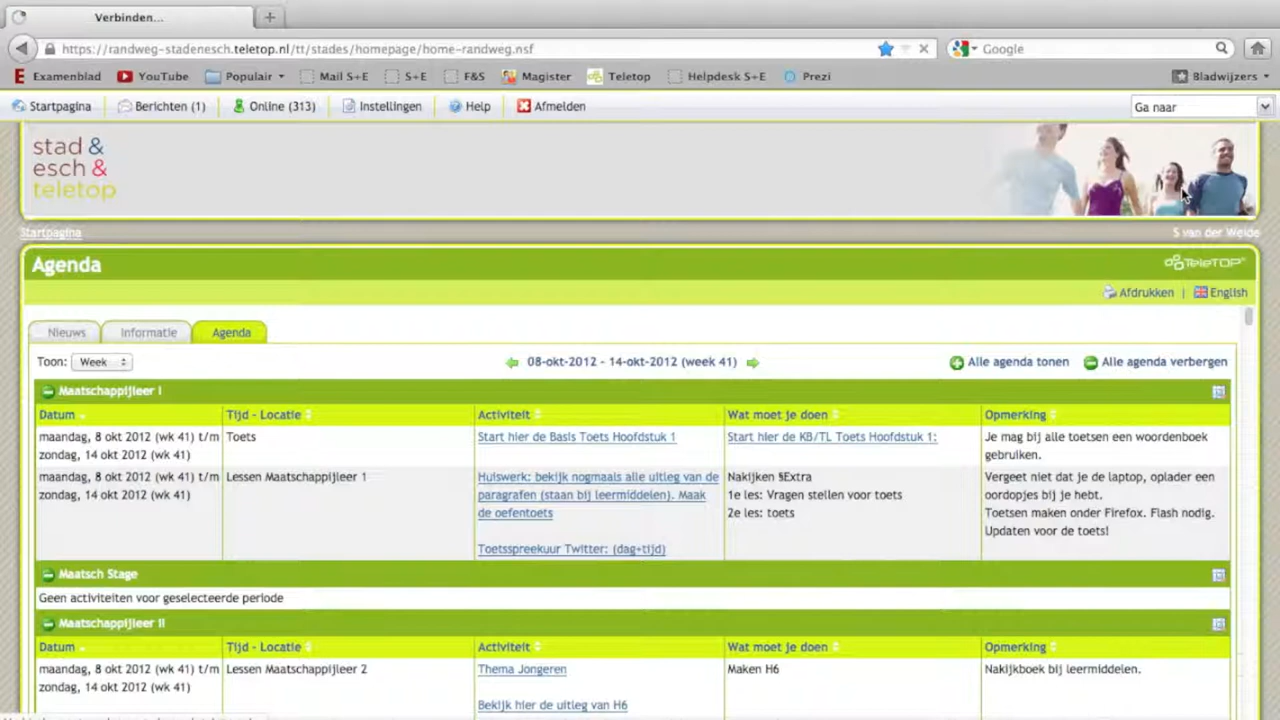 Verbinden...
https://randweg-stadenesch.teletop.nl/tt/stades/homepage/home-randweg.nsf
Google
Examenblad YouTube Populair Mail S+E S+E F&S Magister Teletop Helpdesk S+E Prezi Bladwijzers
Startpagina Berichten (1) Online (313) Instellingen Help Afmelden Ga naar
stad &
esch &
teletop
Startpagina S van der Weide
Agenda TeleTOP
Afdrukken | English
Nieuws Informatie Agenda
Toon: Week 08-okt-2012 - 14-okt-2012 (week 41) Alle agenda tonen Alle agenda verbergen
Maatschappijleer I
Datum Tijd - Locatie Activiteit Wat moet je doen Opmerking
maandag, 8 okt 2012 (wk 41) t/m Toets Start hier de Basis Toets Hoofdstuk 1 Start hier de KB/TL Toets Hoofdstuk 1: Je mag bij alle toetsen een woordenboek
zondag, 14 okt 2012 (wk 41) gebruiken.
maandag, 8 okt 2012 (wk 41) t/m Lessen Maatschappijleer 1 Huiswerk: bekijk nogmaals alle uitleg van de Nakijken §Extra Vergeet niet dat je de laptop, oplader een
zondag, 14 okt 2012 (wk 41) paragrafen (staan bij leermiddelen). Maak 1e les: Vragen stellen voor toets oordopjes bij je hebt.
de oefentoets 2e les: toets Toetsen maken onder Firefox. Flash nodig.
Updaten voor de toets!
Toetsspreekuur Twitter: (dag+tijd)
Maatsch Stage
Geen activiteiten voor geselecteerde periode
Maatschappijleer II
Datum Tijd - Locatie Activiteit Wat moet je doen Opmerking
maandag, 8 okt 2012 (wk 41) t/m Lessen Maatschappijleer 2 Thema Jongeren Maken H6 Nakijkboek bij leermiddelen.
zondag, 14 okt 2012 (wk 41)
Bekijk hier de uitleg van H6